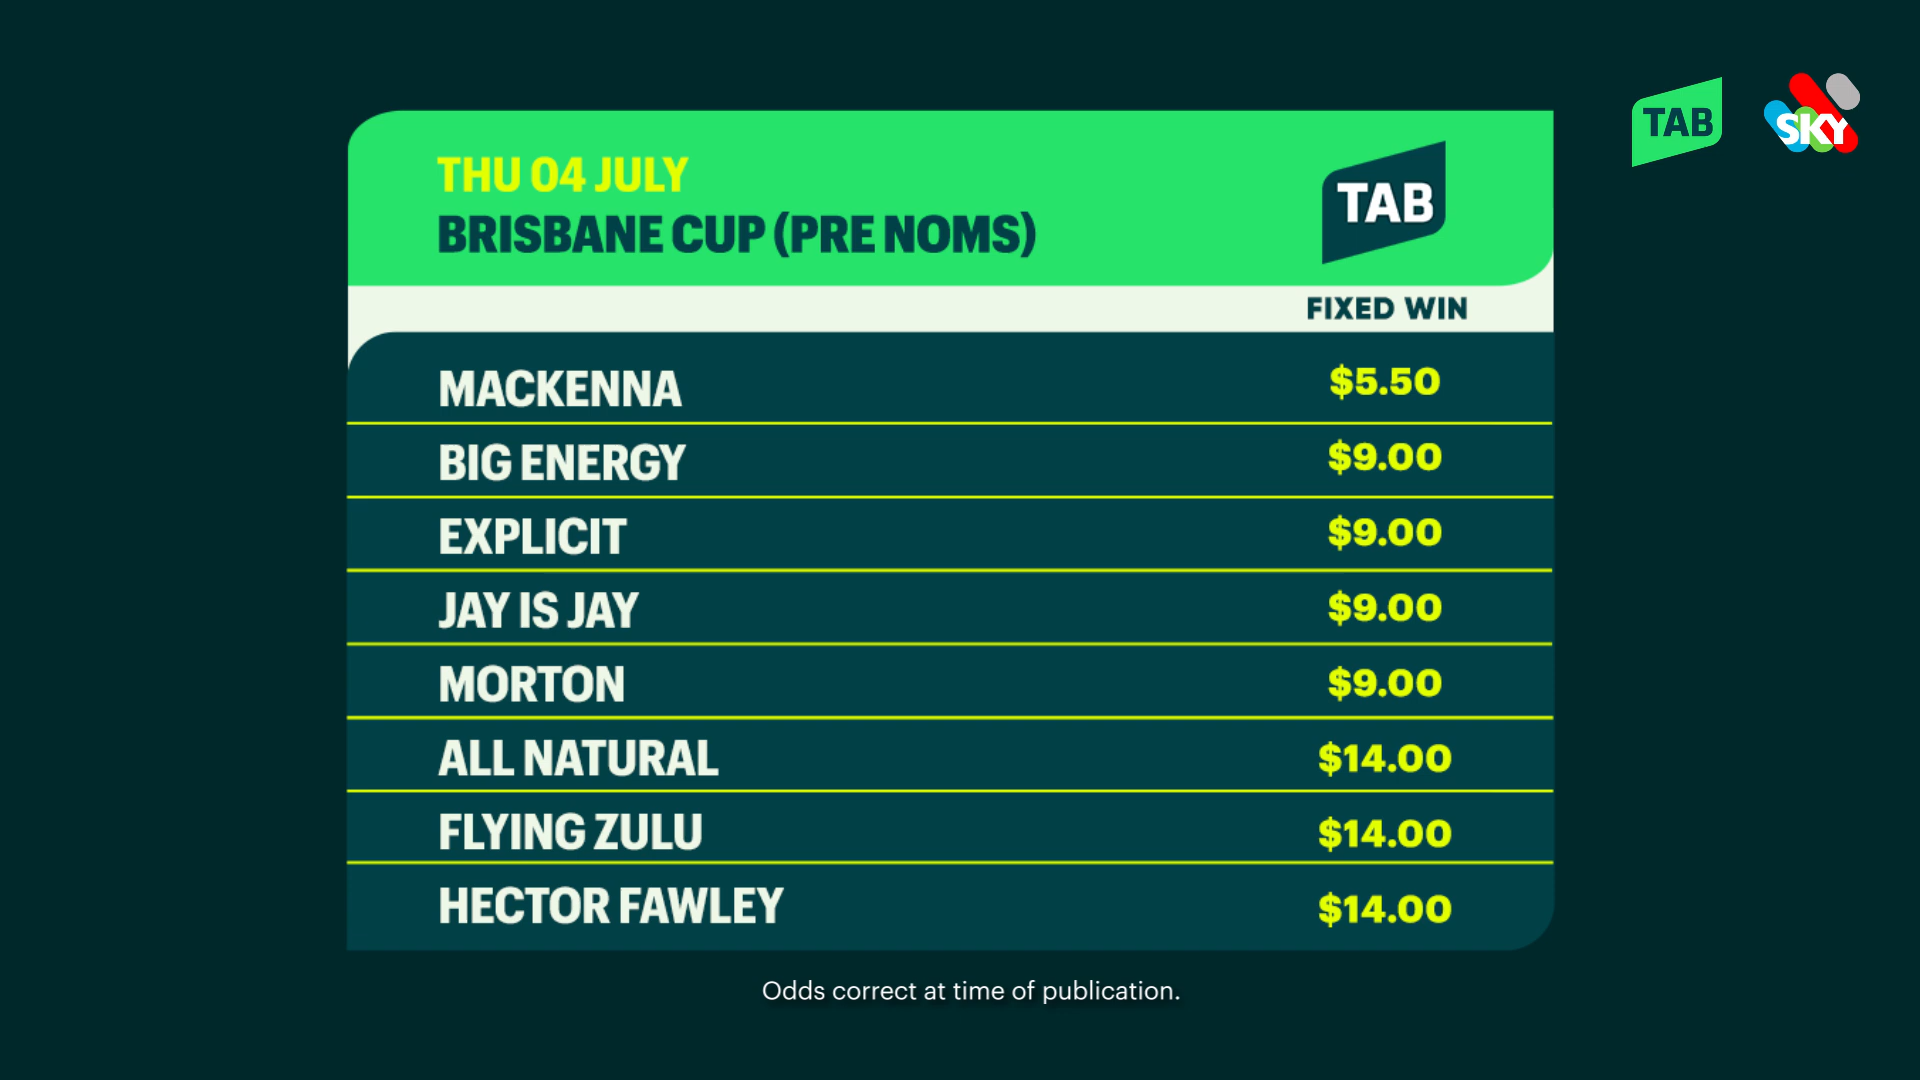 TAB
SKY
THU 04 JULY
BRISBANE CUP (PRE NOMS)
TAB
FIXED WIN
MACKENNA $5.50
BIG ENERGY $9.00
EXPLICIT $9.00
JAY IS JAY $9.00
MORTON $9.00
ALL NATURAL $14.00
FLYING ZULU $14.00
HECTOR FAWLEY $14.00
Odds correct at time of publication.